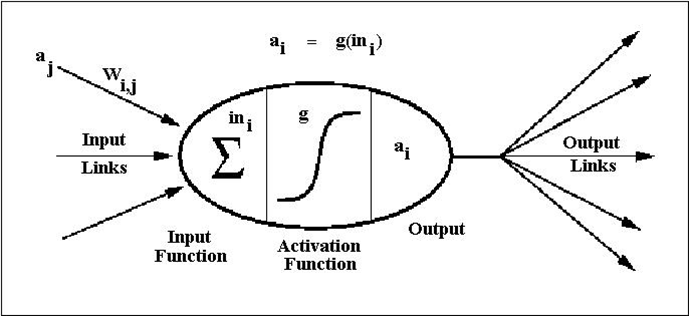 a_i = g(in_i)
a_j
W_i,j
Input
Links
in_i
Σ
g
a_i
Output
Links
Input
Function
Activation
Function
Output